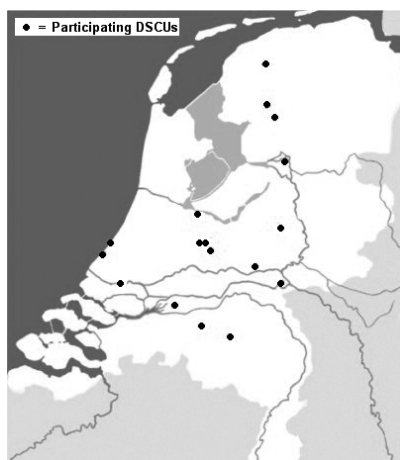 ● = Participating DSCUs